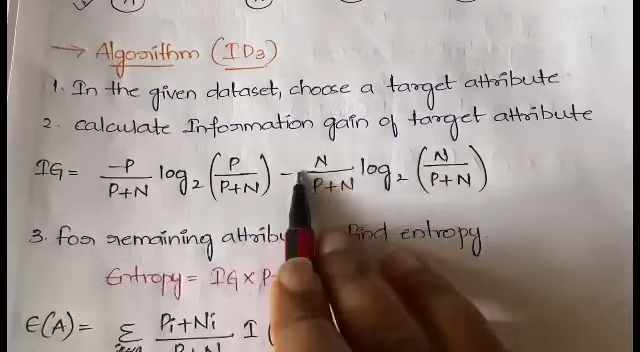 → Algorithm (ID3)
1. In the given dataset, choose a target attribute
2. calculate Information gain of target attribute
IG = -P/P+N log₂ (P/P+N) - N/P+N log₂ (N/P+N)
3. for remaining find entropy.
Entropy = IG × P
E(A) = Σ Pi+Ni/P+N I (